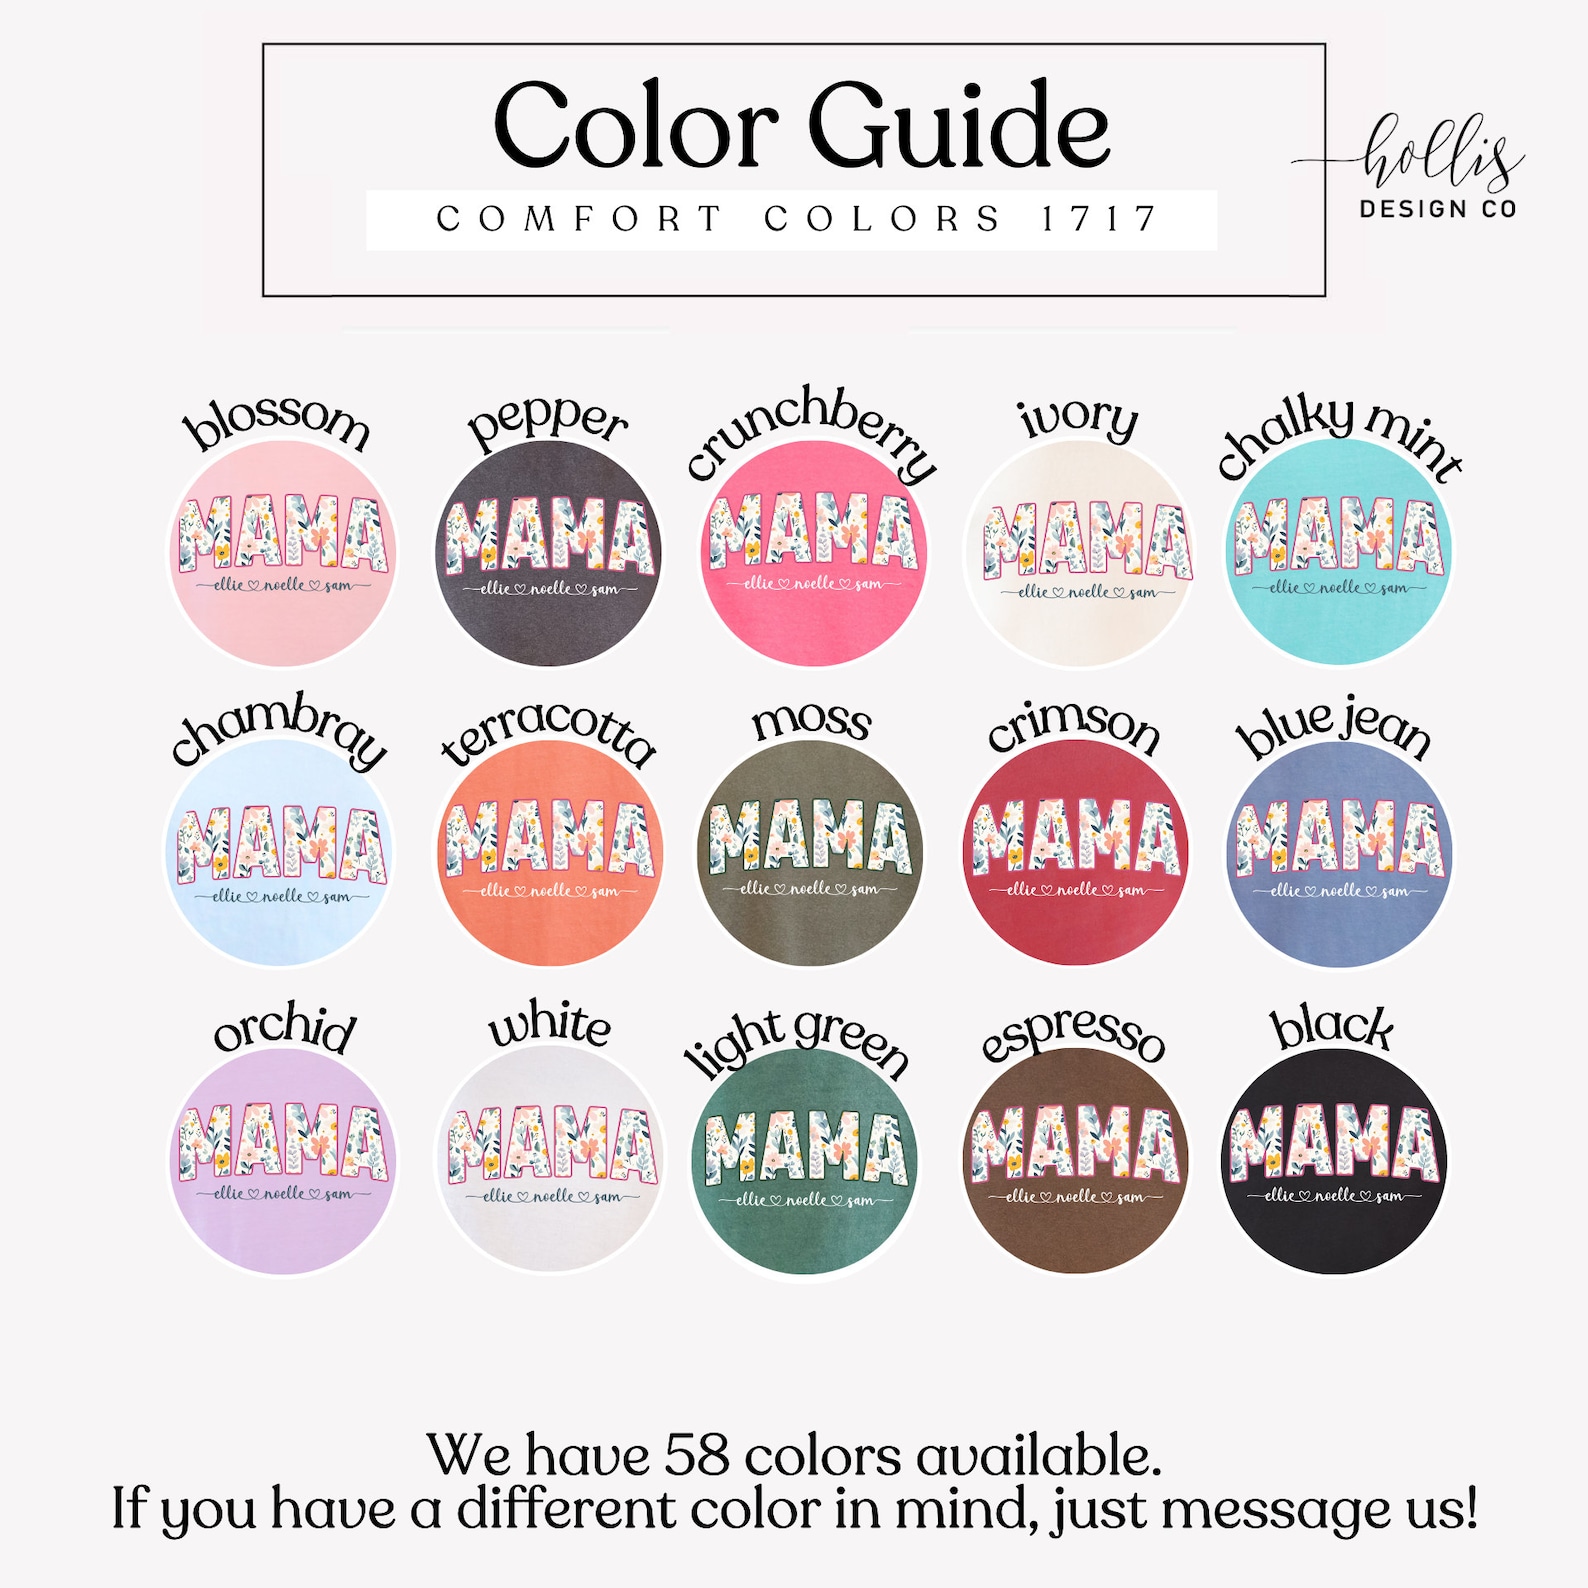 Color Guide
COMFORT COLORS 1717
hollis
DESIGN CO
blossom
MAMA
ellie♡noelle♡sam
pepper
MAMA
ellie♡noelle♡sam
crunchberry
MAMA
ellie♡noelle♡sam
ivory
MAMA
ellie♡noelle♡sam
chalky mint
MAMA
ellie♡noelle♡sam
chambray
MAMA
ellie♡noelle♡sam
terracotta
MAMA
ellie♡noelle♡sam
moss
MAMA
ellie♡noelle♡sam
crimson
MAMA
ellie♡noelle♡sam
blue jean
MAMA
ellie♡noelle♡sam
orchid
MAMA
ellie♡noelle♡sam
white
MAMA
ellie♡noelle♡sam
light green
MAMA
ellie♡noelle♡sam
espresso
MAMA
ellie♡noelle♡sam
black
MAMA
ellie♡noelle♡sam
We have 58 colors available.
If you have a different color in mind, just message us!